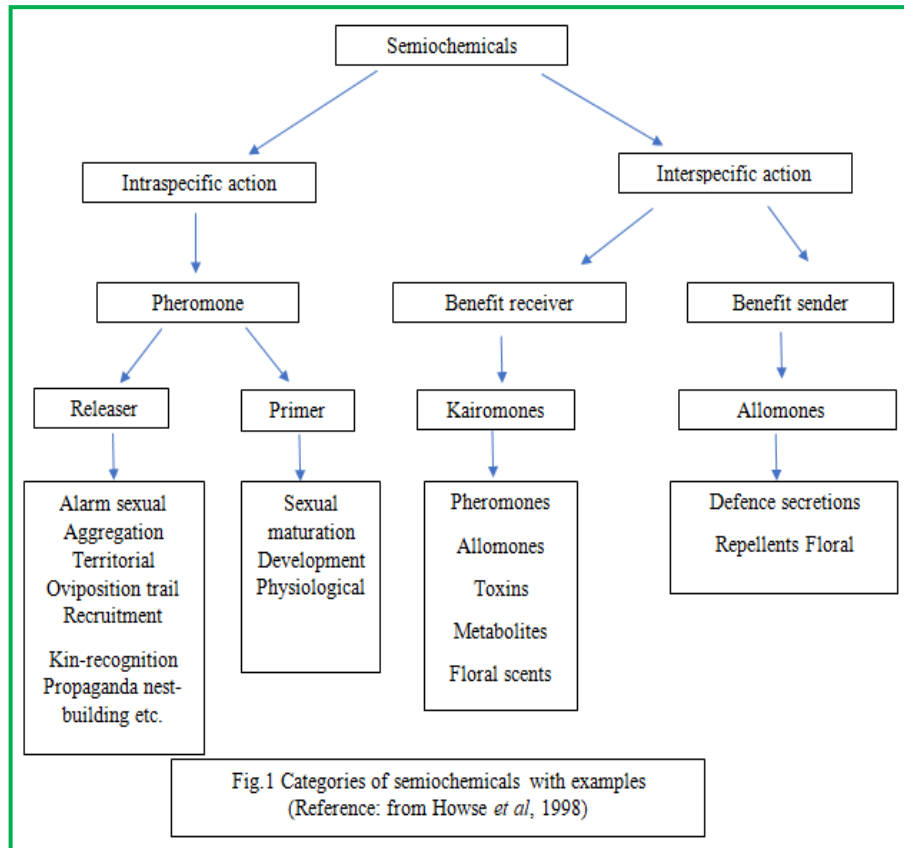 Semiochemicals
Intraspecific action
Interspecific action
Pheromone
Benefit receiver
Benefit sender
Releaser
Primer
Kairomones
Allomones
Alarm sexual
Aggregation
Territorial
Oviposition trail
Recruitment
Kin-recognition
Propaganda nest-
building etc.
Sexual
maturation
Development
Physiological
Pheromones
Allomones
Toxins
Metabolites
Floral scents
Defence secretions
Repellents Floral
Fig.1 Categories of semiochemicals with examples
(Reference: from Howse et al, 1998)